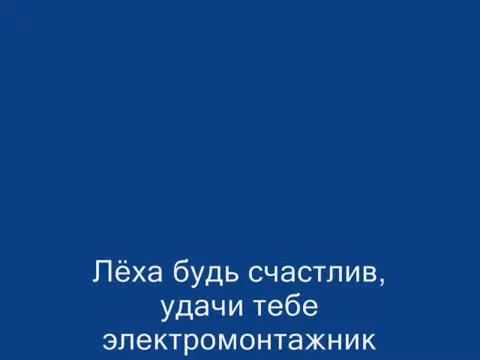 Лёха будь счастлив,
удачи тебе
электромонтажник